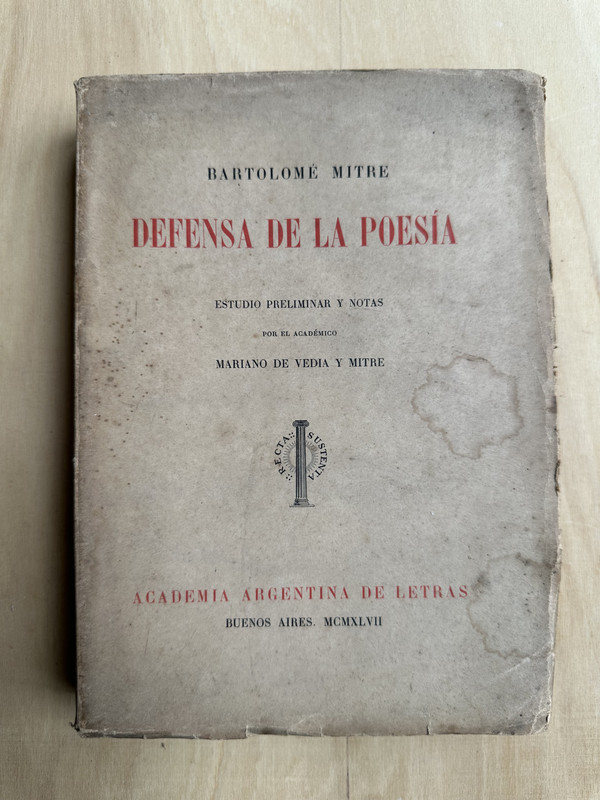 BARTOLOMÉ MITRE
DEFENSA DE LA POESÍA
ESTUDIO PRELIMINAR Y NOTAS
POR EL ACADÉMICO
MARIANO DE VEDIA Y MITRE
RECTA SUSTENTA
ACADEMIA ARGENTINA DE LETRAS
BUENOS AIRES. MCMXLVII